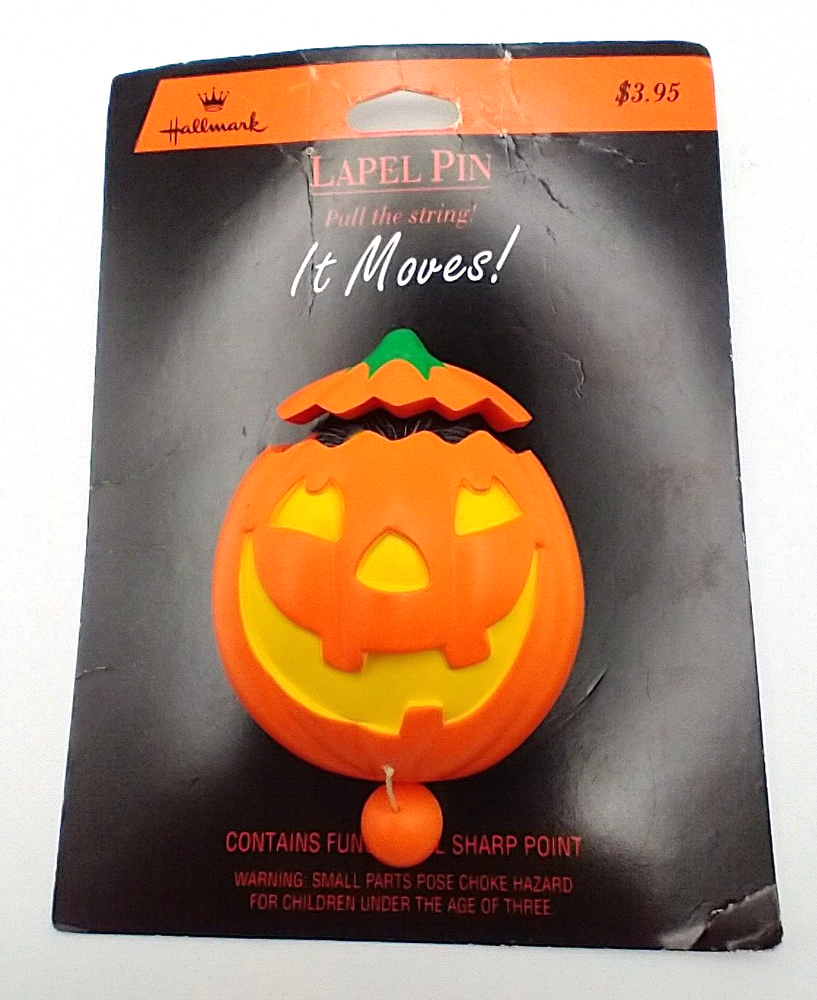 Hallmark
$3.95
LAPEL PIN
Pull the string!
It Moves!
CONTAINS FUN L SHARP POINT
WARNING: SMALL PARTS POSE CHOKE HAZARD
FOR CHILDREN UNDER THE AGE OF THREE